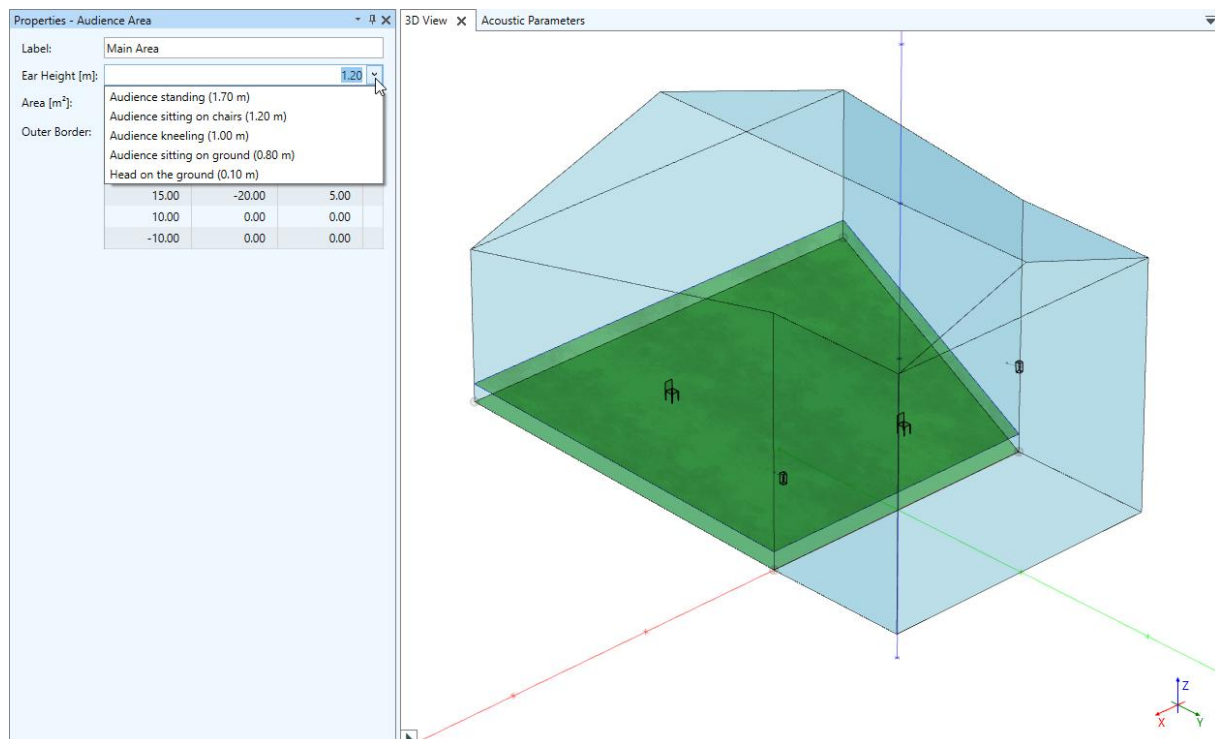 Properties - Audience Area
3D View
Acoustic Parameters
Label:
Main Area
Ear Height [m]:
1.20
Audience standing (1.70 m)
Audience sitting on chairs (1.20 m)
Audience kneeling (1.00 m)
Audience sitting on ground (0.80 m)
Head on the ground (0.10 m)
Area [m²]:
Outer Border:
15.00 -20.00 5.00
10.00 0.00 0.00
-10.00 0.00 0.00
Z
X
Y